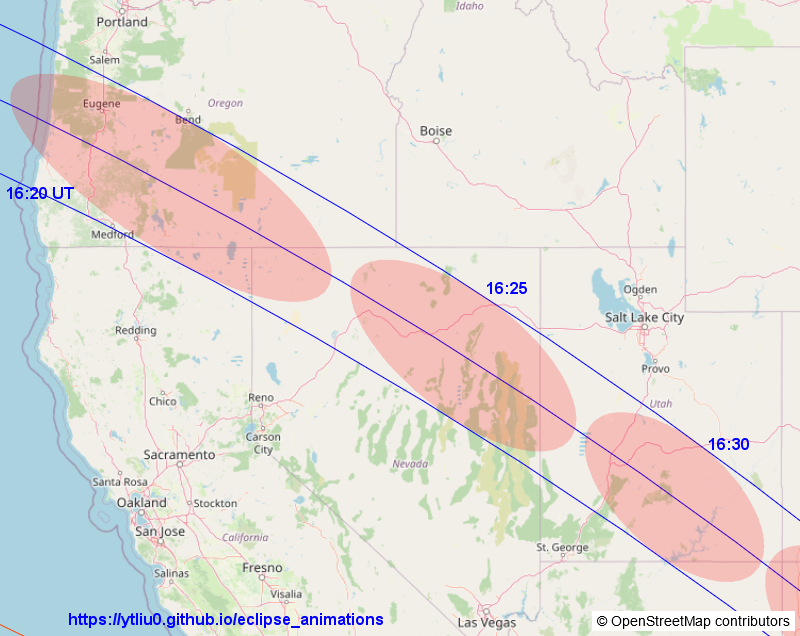 Idaho
Portland
Salem
Eugene
Oregon
Bend
Boise
16:20 UT
Medford
16:25
Ogden
Salt Lake City
Redding
Provo
Chico
Reno
Utah
Carson
City
16:30
Sacramento
Nevada
Santa Rosa
Oakland
Stockton
San Jose
California
St. George
Fresno
Salinas
Visalia
https://ytliu0.github.io/eclipse_animations
Las Vegas
© OpenStreetMap contributors